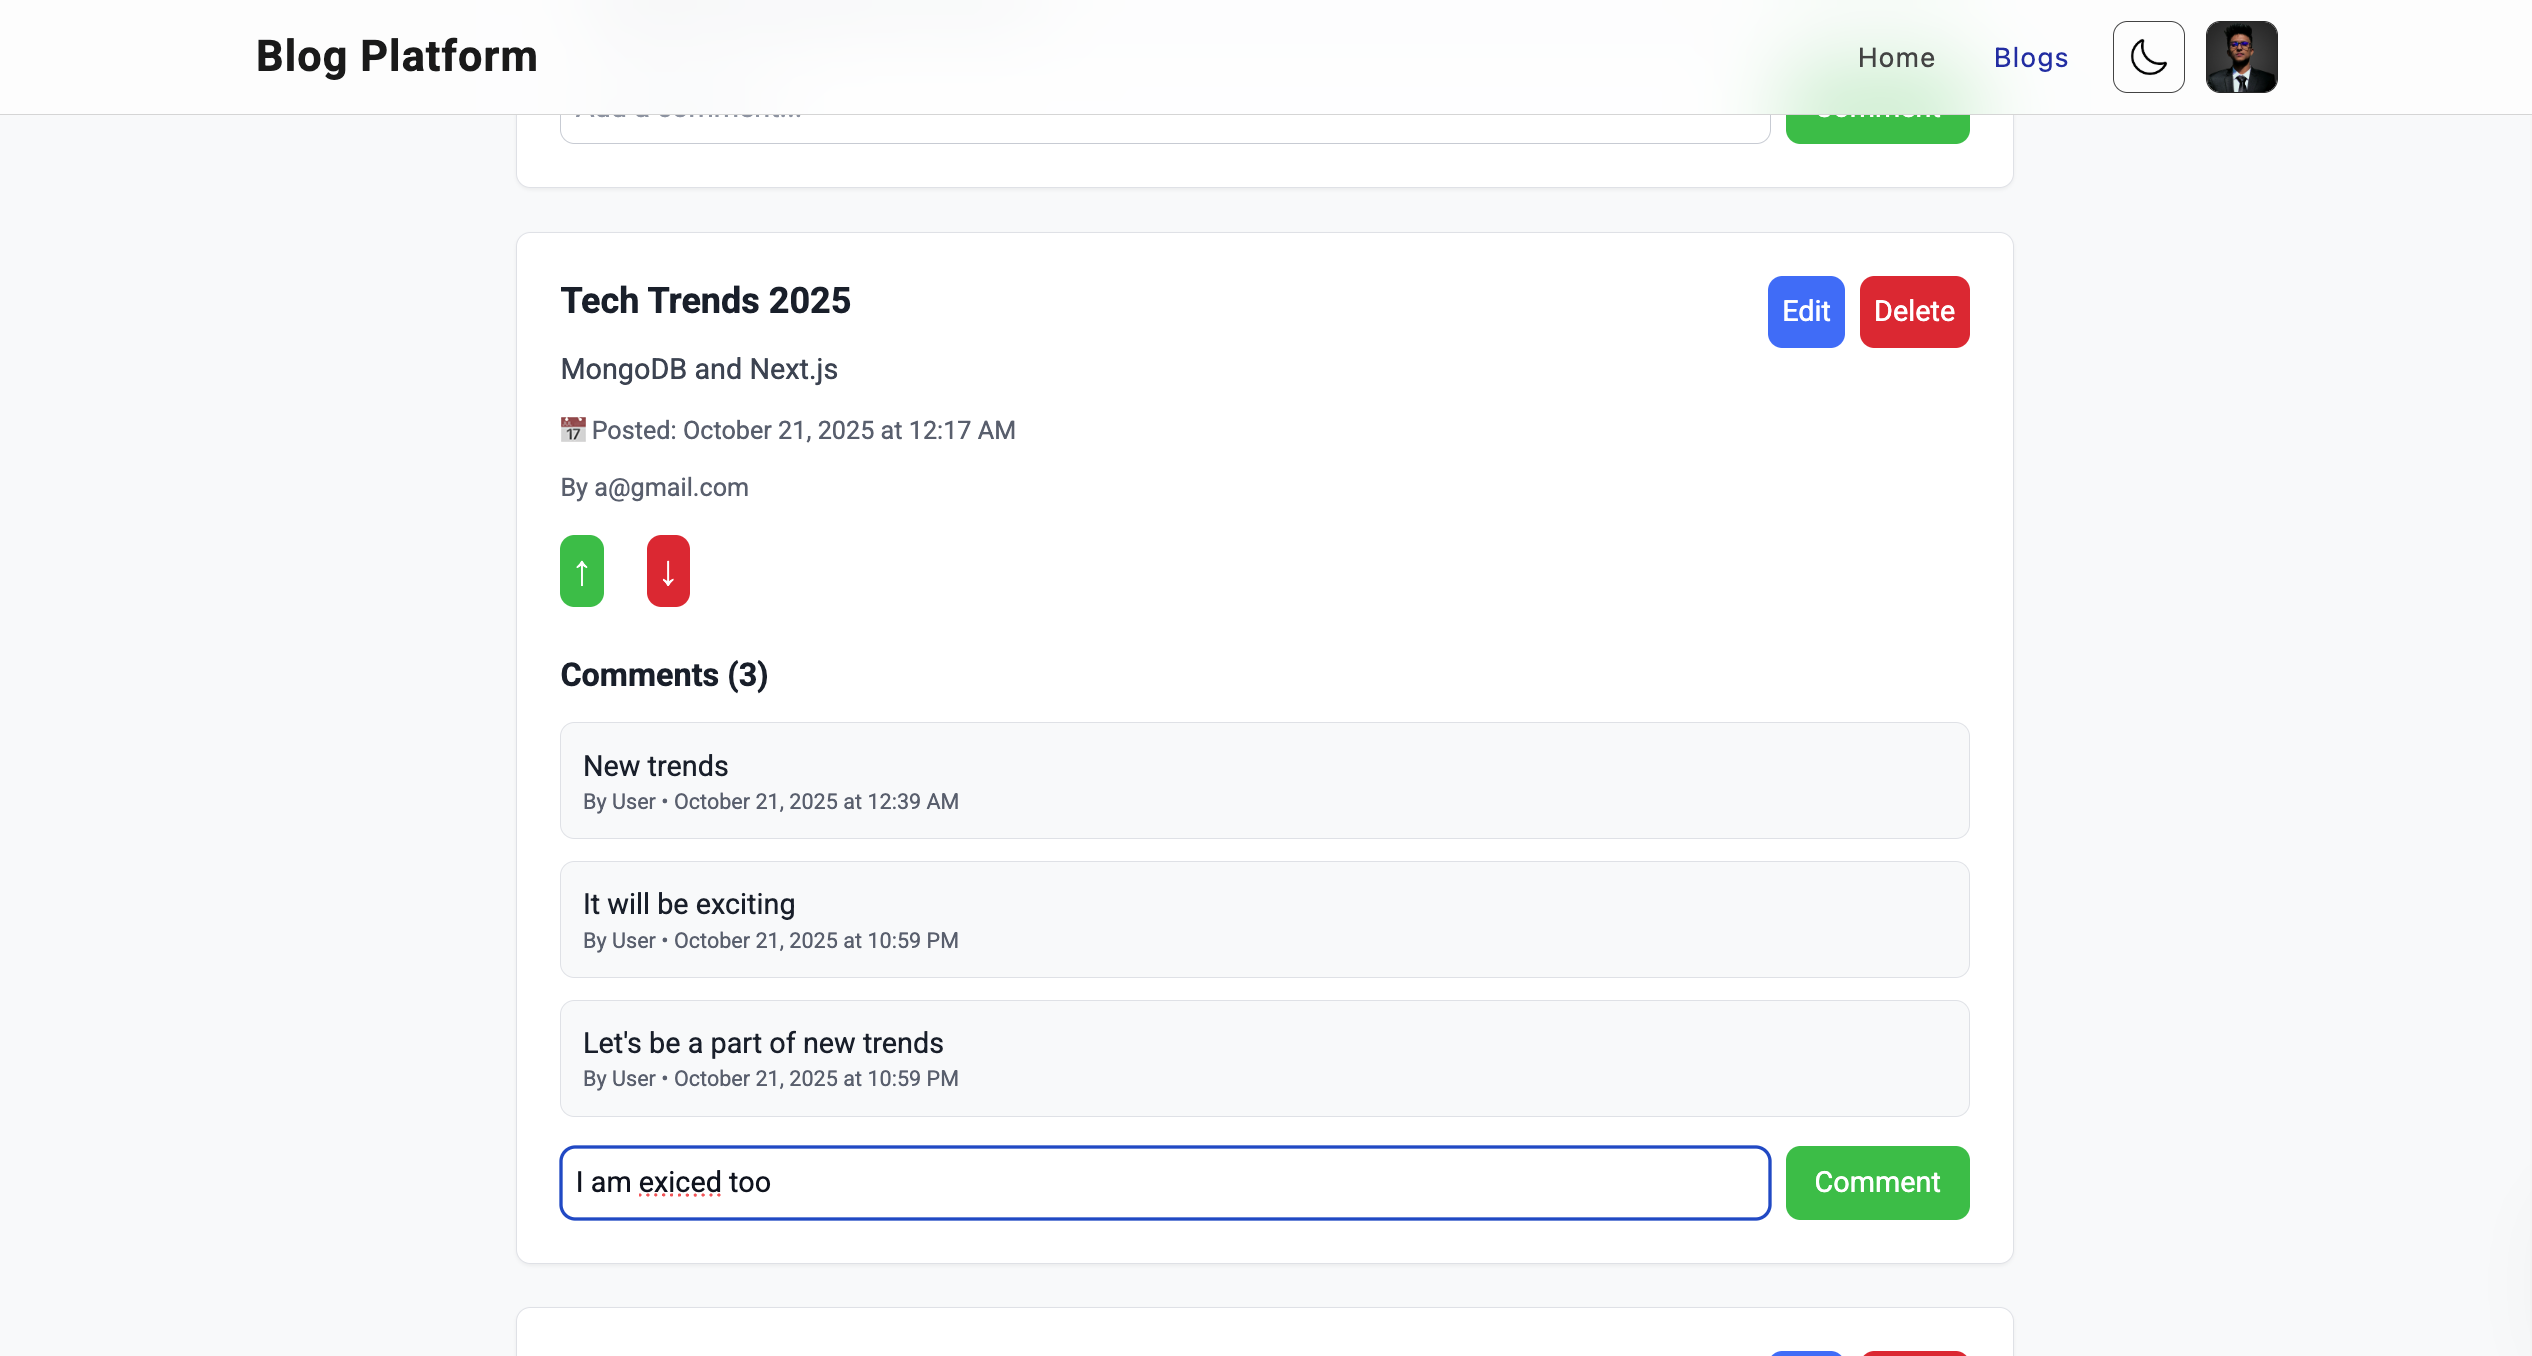 Blog Platform
Home
Blogs
Tech Trends 2025
Edit
Delete
MongoDB and Next.js
17 Posted: October 21, 2025 at 12:17 AM
By a@gmail.com
↑
↓
Comments (3)
New trends
By User • October 21, 2025 at 12:39 AM
It will be exciting
By User • October 21, 2025 at 10:59 PM
Let's be a part of new trends
By User • October 21, 2025 at 10:59 PM
I am exiced too
Comment